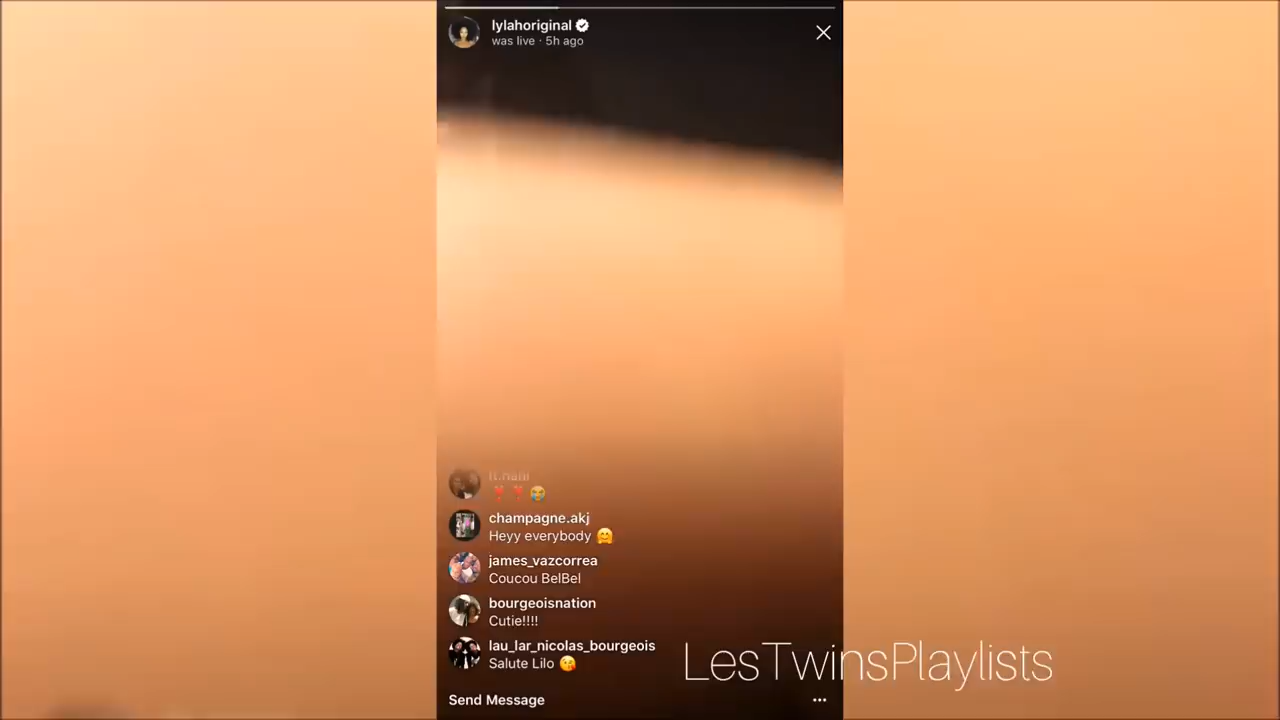 lylahoriginal
was live · 5h ago
champagne.akj
Heyy everybody 🤗
james_vazcorrea
Coucou BelBel
bourgeoisnation
Cutie!!!!
lau_lar_nicolas_bourgeois
Salute Lilo 😘
LesTwinsPlaylists
Send Message